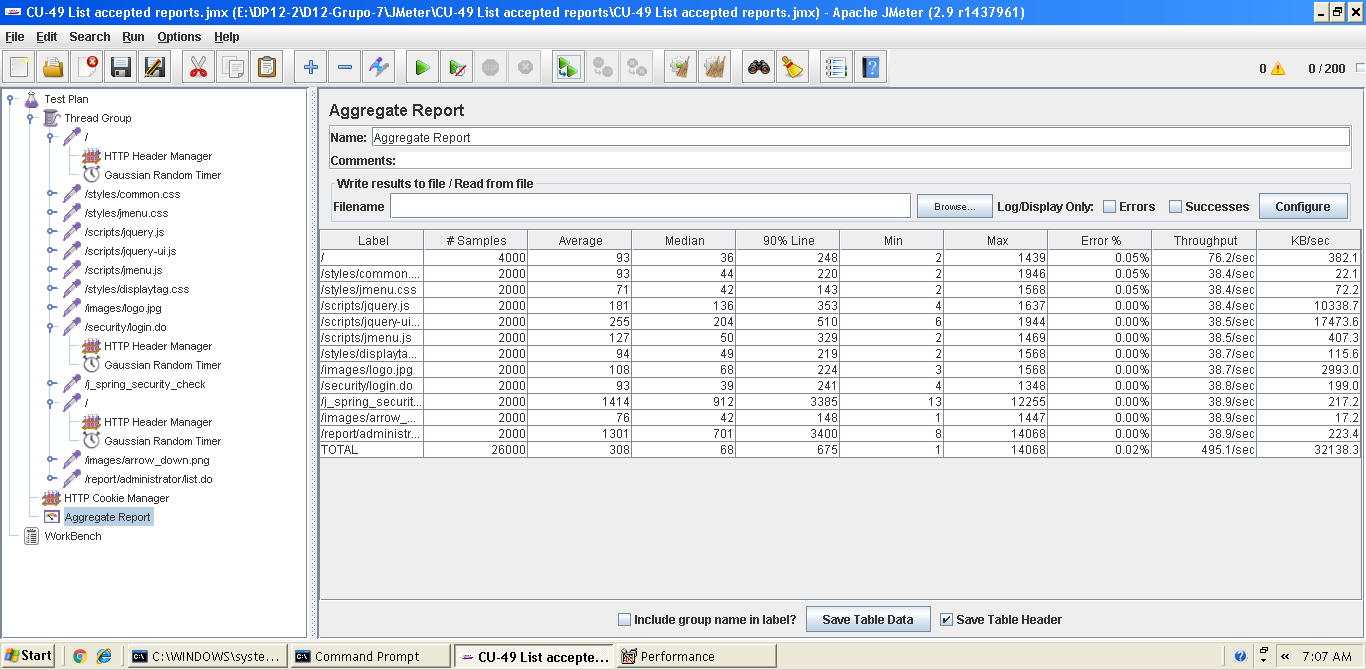 CU-49 List accepted reports.jmx (E:\DP12-2\D12-Grupo-7\JMeter\CU-49 List accepted reports\CU-49 List accepted reports.jmx) - Apache JMeter (2.9 r1437961)
File Edit Search Run Options Help
0 0 / 200
Test Plan
Thread Group
/
HTTP Header Manager
Gaussian Random Timer
/styles/common.css
/styles/jmenu.css
/scripts/jquery.js
/scripts/jquery-ui.js
/scripts/jmenu.js
/styles/displaytag.css
/images/logo.jpg
/security/login.do
HTTP Header Manager
Gaussian Random Timer
/j_spring_security_check
/
HTTP Header Manager
Gaussian Random Timer
/images/arrow_down.png
/report/administrator/list.do
HTTP Cookie Manager
Aggregate Report
WorkBench
Aggregate Report
Name: Aggregate Report
Comments:
Write results to file / Read from file
Filename Browse... Log/Display Only: Errors Successes Configure
Label # Samples Average Median 90% Line Min Max Error % Throughput KB/sec
/ 4000 93 36 248 2 1439 0.05% 76.2/sec 382.1
/styles/common.... 2000 93 44 220 2 1946 0.05% 38.4/sec 22.1
/styles/jmenu.css 2000 71 42 143 2 1568 0.00% 38.4/sec 72.2
/scripts/jquery.js 2000 181 136 353 4 1637 0.00% 38.4/sec 10338.7
/scripts/jquery-ui... 2000 255 204 510 6 1944 0.00% 38.5/sec 17473.6
/scripts/jmenu.js 2000 127 50 329 2 1469 0.00% 38.5/sec 407.3
/styles/displayta... 2000 94 49 219 2 1568 0.00% 38.7/sec 115.6
/images/logo.jpg 2000 108 68 224 3 1568 0.00% 38.7/sec 2993.0
/security/login.do 2000 93 39 241 4 1348 0.00% 38.8/sec 199.0
/j_spring_securit... 2000 1414 912 3385 13 12255 0.00% 38.9/sec 217.2
/images/arrow_... 2000 76 42 148 1 1447 0.00% 38.9/sec 17.2
/report/administr... 2000 1301 701 3400 8 14068 0.00% 38.9/sec 223.4
TOTAL 26000 308 68 675 1 14068 0.02% 495.1/sec 32138.3
Include group name in label? Save Table Data Save Table Header
Start C:\WINDOWS\syste... Command Prompt CU-49 List accepte... Performance « 7:07 AM